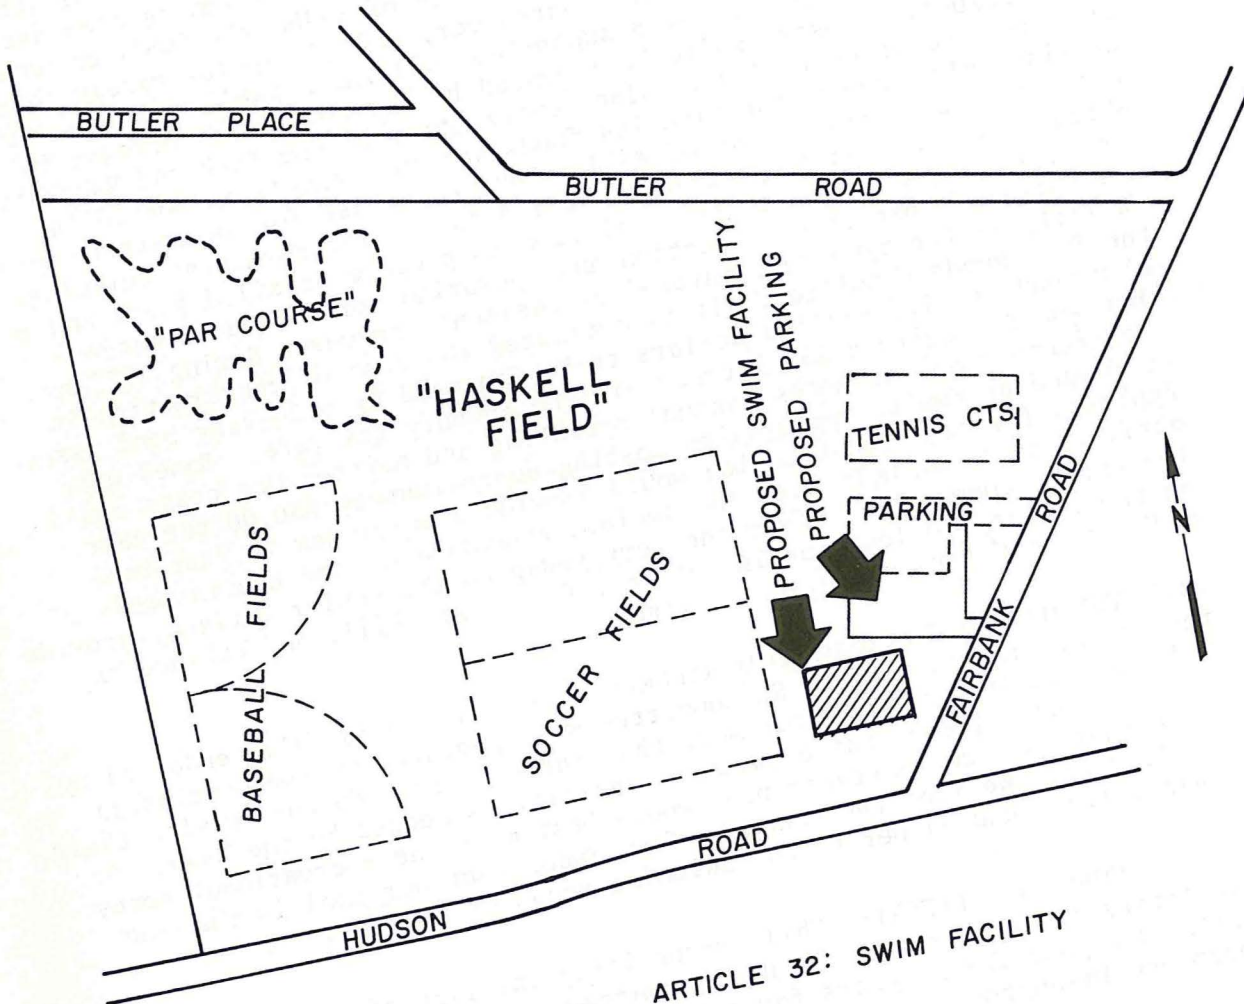 BUTLER PLACE
BUTLER ROAD
"PAR COURSE"
"HASKELL
FIELD"
PROPOSED SWIM FACILITY
PROPOSED PARKING
TENNIS CTS.
PARKING
BASEBALL FIELDS
SOCCER FIELDS
FAIRBANK ROAD
N
HUDSON ROAD
ARTICLE 32: SWIM FACILITY